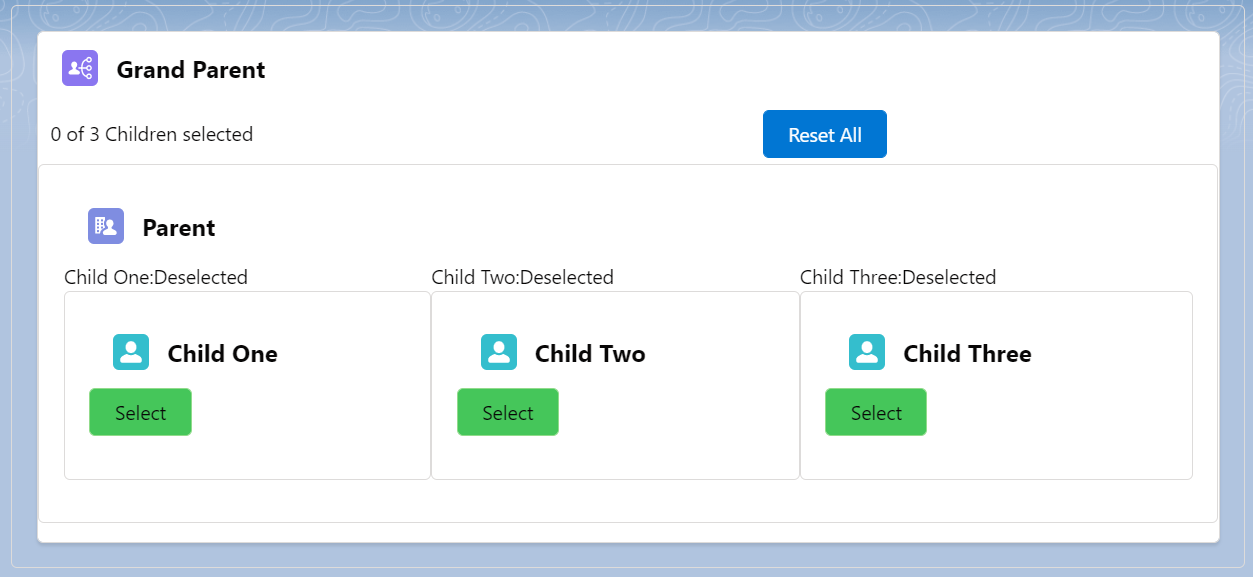 Grand Parent
0 of 3 Children selected
Reset All
Parent
Child One:Deselected
Child Two:Deselected
Child Three:Deselected
Child One
Child Two
Child Three
Select
Select
Select